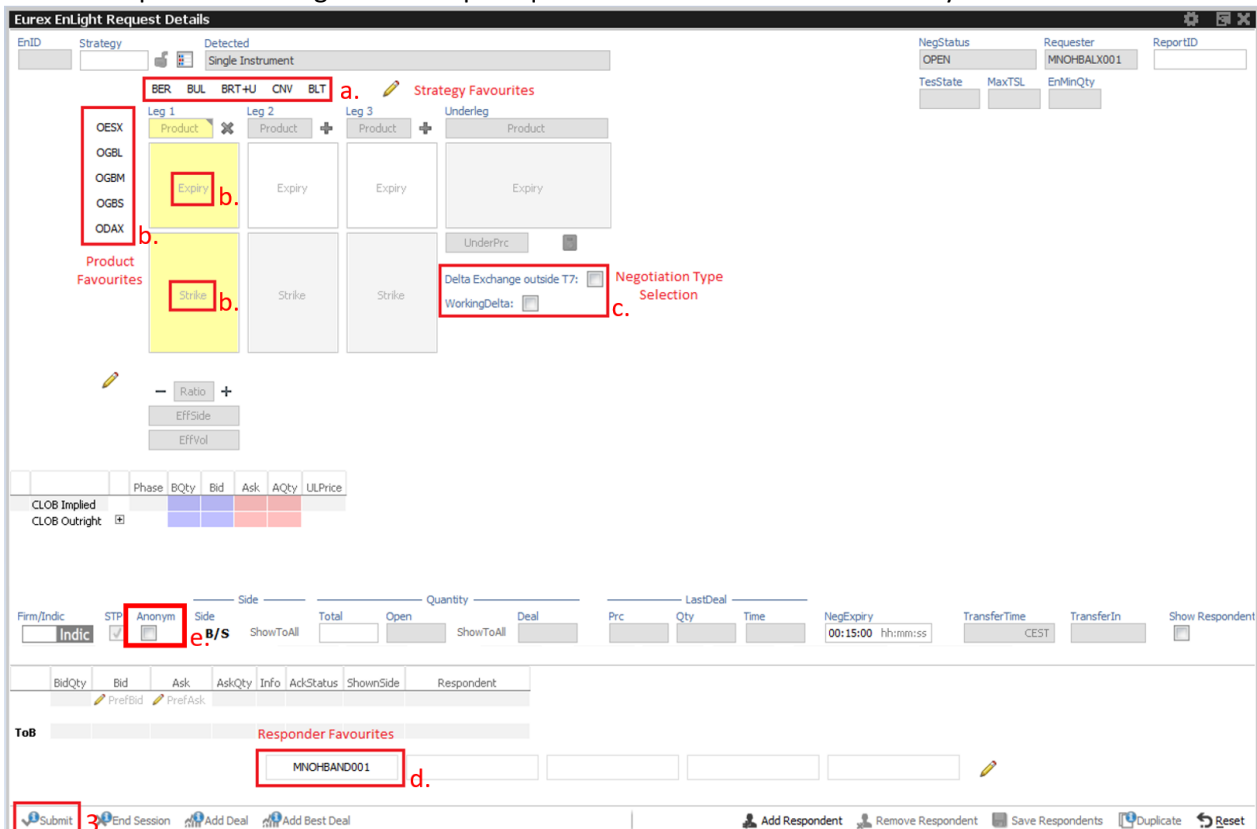 Eurex EnLight Request Details
EnID Strategy Detected NegStatus Requester ReportID
Single Instrument OPEN MNOHBALX001
TesState MaxTSL EnMinQty
BER BUL BRT+U CNV BLT a. Strategy Favourites
Leg 1 Leg 2 Leg 3 Underleg
OESX Product Product Product Product
OGBL
OGBM
Expiry b. Expiry Expiry Expiry
OGBS
ODAX
b.
UnderPrc
Product
Favourites
Delta Exchange outside T7: Negotiation Type
Selection
Strike b. Strike Strike
WorkingDelta: c.
Ratio
EffSide
EffVol
Phase BQty Bid Ask AQty ULPrice
CLOB Implied
CLOB Outright
Side Quantity LastDeal
Firm/Indic STP Anonym Side Total Open Deal Prc Qty Time NegExpiry TransferTime TransferIn Show Respondent
Indic e. B/S ShowToAll ShowToAll 00:15:00 hh:mm:ss CEST
BidQty Bid Ask AskQty Info AckStatus ShownSide Respondent
PrefBid PrefAsk
ToB
Responder Favourites
MNOHBAND001 d.
Submit 3 End Session Add Deal Add Best Deal Add Respondent Remove Respondent Save Respondents Duplicate Reset